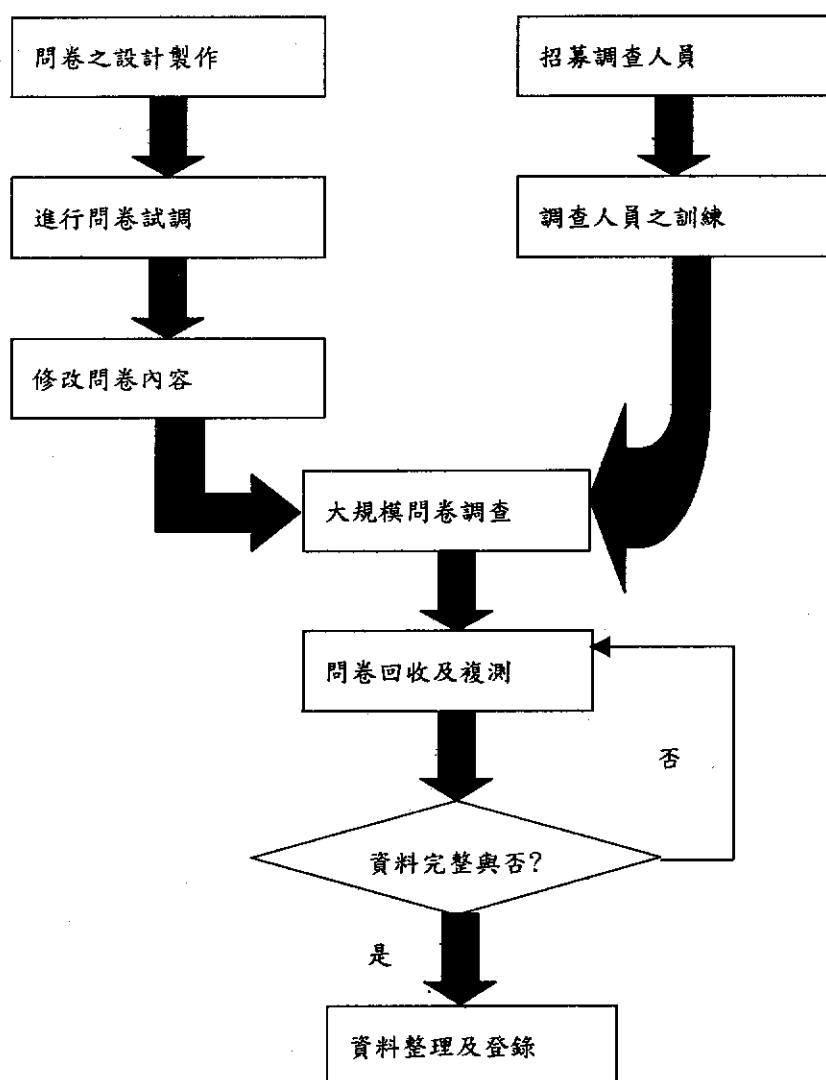 問卷之設計製作
招募調查人員
進行問卷試調
調查人員之訓練
修改問卷內容
大規模問卷調查
問卷回收及複測
否
資料完整與否?
是
資料整理及登錄